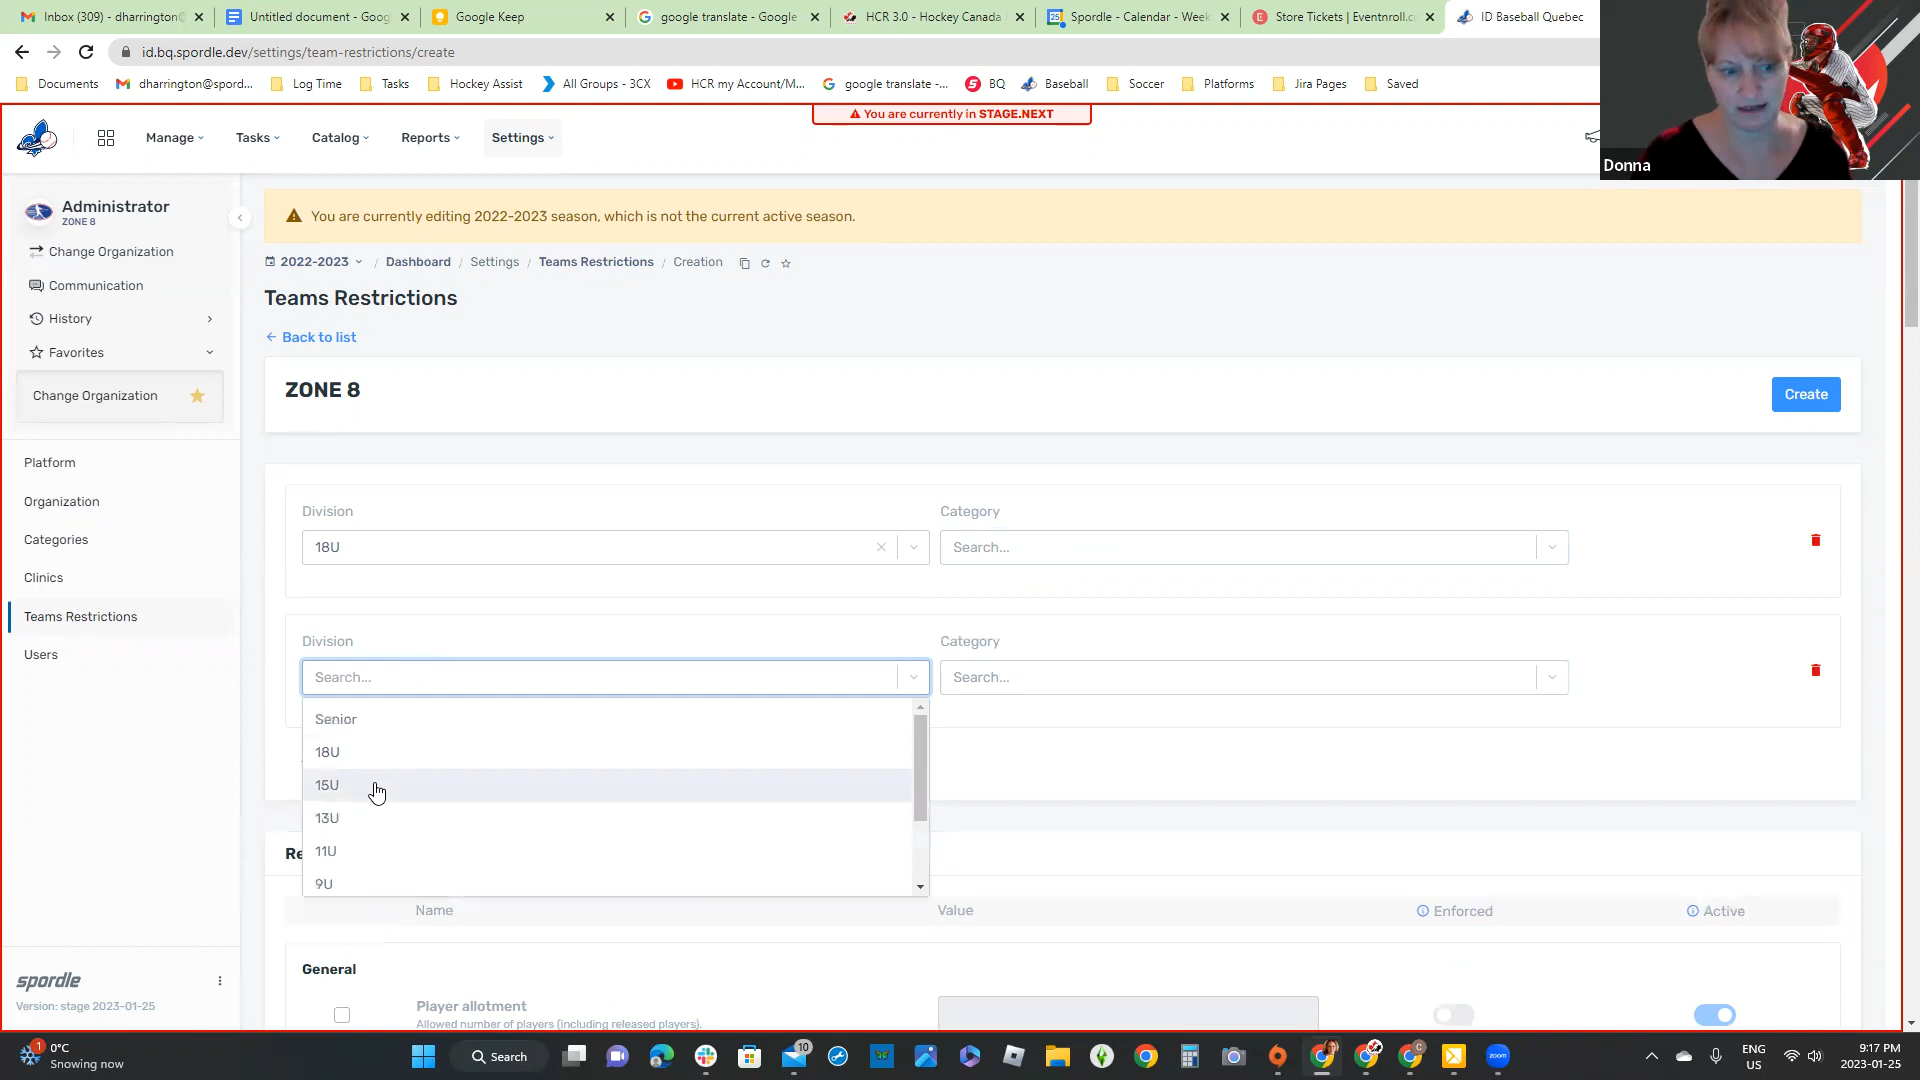 Inbox (309) - dharrington@
Untitled document - Goog
Google Keep
google translate - Google
HCR 3.0 - Hockey Canada
Spordle - Calendar - Week
Store Tickets | Eventnroll.c
ID Baseball Quebec
id.bq.spordle.dev/settings/team-restrictions/create
Documents
dharrington@spord...
Log Time
Tasks
Hockey Assist
All Groups - 3CX
HCR my Account/M...
google translate -...
BQ
Baseball
Soccer
Platforms
Jira Pages
Saved
You are currently in STAGE.NEXT
Manage
Tasks
Catalog
Reports
Settings
Donna
Administrator
ZONE 8
Change Organization
Communication
History
Favorites
Change Organization
Platform
Organization
Categories
Clinics
Teams Restrictions
Users
spordle
Version: stage 2023-01-25
You are currently editing 2022-2023 season, which is not the current active season.
2022-2023 / Dashboard / Settings / Teams Restrictions / Creation
Teams Restrictions
Back to list
ZONE 8
Create
Division
Category
18U
Search...
Division
Category
Search...
Search...
Senior
18U
15U
13U
11U
9U
Re
Name
Value
Enforced
Active
General
Player allotment
Allowed number of players (including released players).
1
0°C
Snowing now
Search
10
ENG
US
9:17 PM
2023-01-25